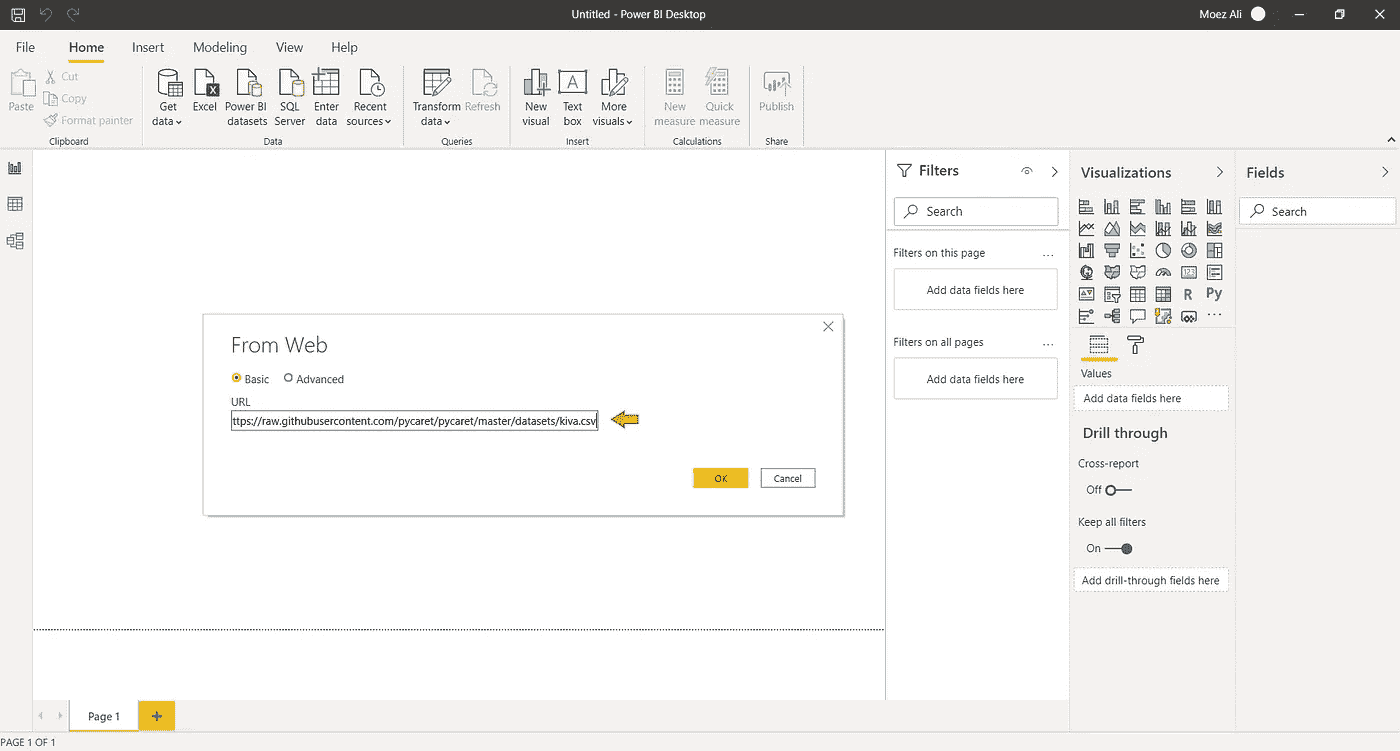 Untitled - Power BI Desktop
Moez Ali
File Home Insert Modeling View Help
Paste
Cut
Copy
Format painter
Clipboard
Get data
Excel
Power BI datasets
SQL Server
Enter data
Recent sources
Data
Transform data
Refresh
Queries
New visual
Text box
More visuals
Insert
New measure
Quick measure
Calculations
Publish
Share
Filters
Search
Filters on this page ...
Add data fields here
Filters on all pages ...
Add data fields here
Visualizations
123
R Py
...
Values
Add data fields here
Drill through
Cross-report
Off
Keep all filters
On
Add drill-through fields here
Fields
Search
From Web
Basic Advanced
URL
ttps://raw.githubusercontent.com/pycaret/pycaret/master/datasets/kiva.csv
OK Cancel
Page 1 +
PAGE 1 OF 1